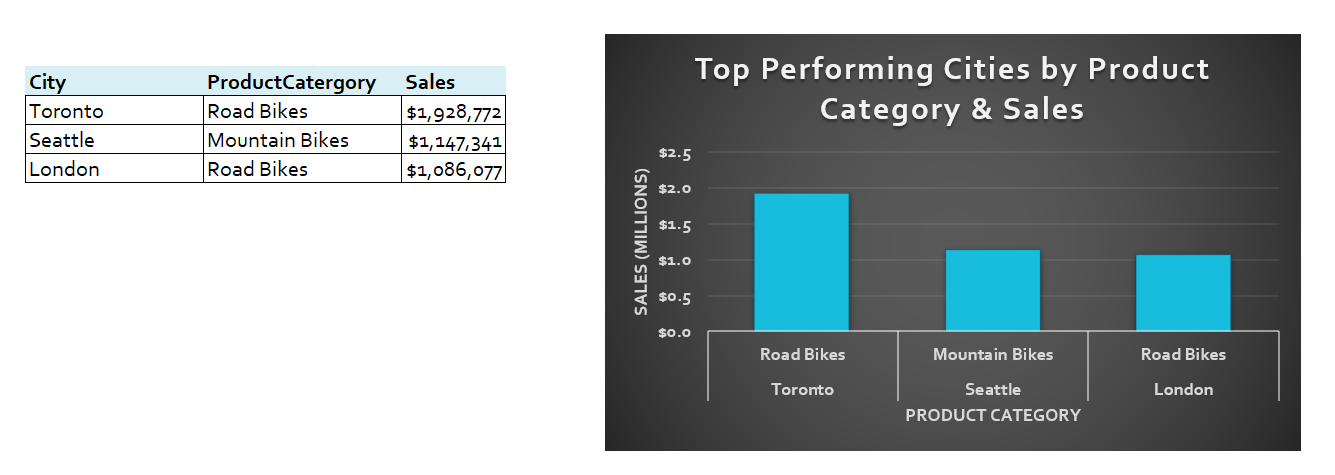 City ProductCatergory Sales
Toronto Road Bikes $1,928,772
Seattle Mountain Bikes $1,147,341
London Road Bikes $1,086,077
Top Performing Cities by Product
Category & Sales
SALES (MILLIONS)
$2.5
$2.0
$1.5
$1.0
$0.5
$0.0
Road Bikes Mountain Bikes Road Bikes
Toronto Seattle London
PRODUCT CATEGORY